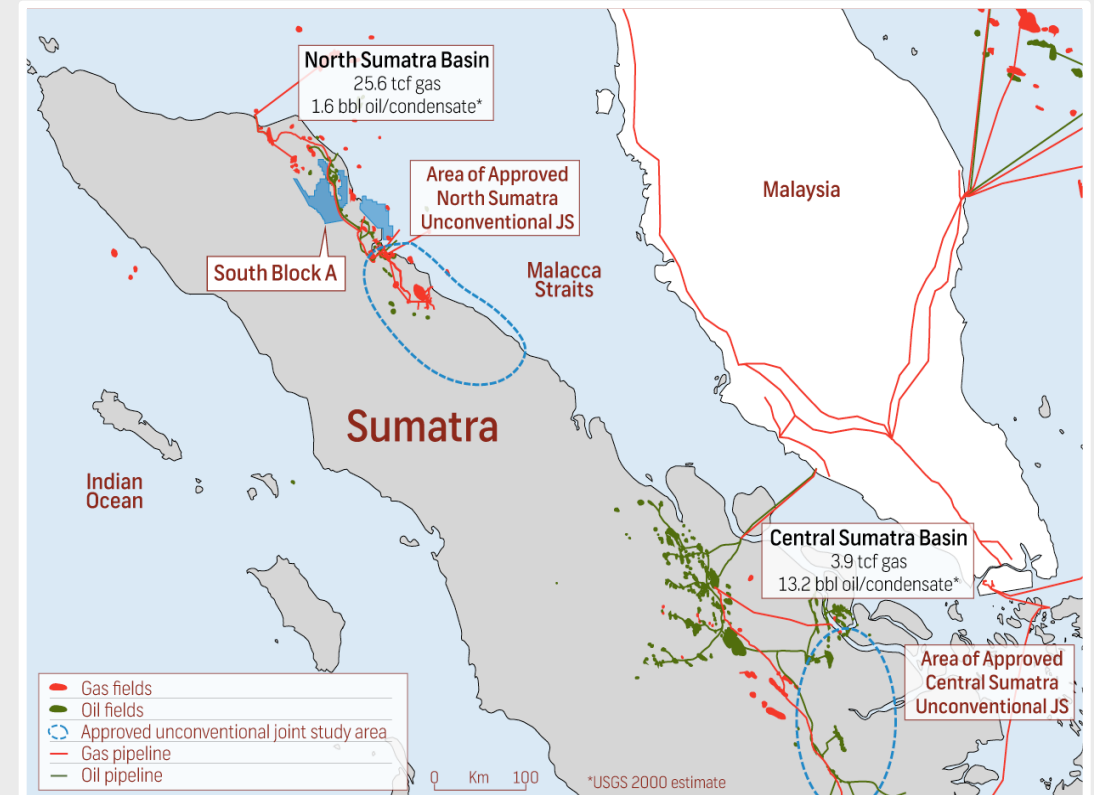 North Sumatra Basin
25.6 tcf gas
1.6 bbl oil/condensate*
Area of Approved
North Sumatra
Unconventional JS
Malaysia
South Block A
Malacca
Straits
Sumatra
Indian
Ocean
Central Sumatra Basin
3.9 tcf gas
13.2 bbl oil/condensate*
Area of Approved
Central Sumatra
Unconventional JS
Gas fields
Oil fields
Approved unconventional joint study area
Gas pipeline
Oil pipeline
0 Km 100
*USGS 2000 estimate